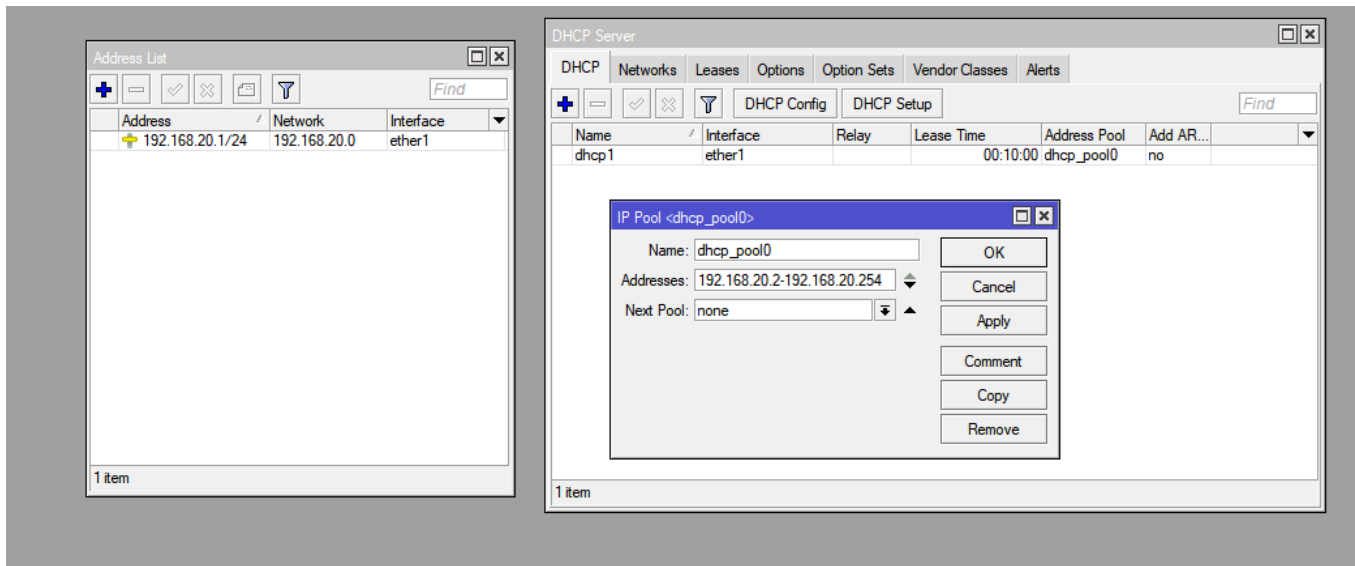 Address List
Find
Address Network Interface
192.168.20.1/24 192.168.20.0 ether1
1 item
DHCP Server
DHCP Networks Leases Options Option Sets Vendor Classes Alerts
DHCP Config DHCP Setup Find
Name Interface Relay Lease Time Address Pool Add AR...
dhcp1 ether1 00:10:00 dhcp_pool0 no
IP Pool <dhcp_pool0>
Name: dhcp_pool0 OK
Addresses: 192.168.20.2-192.168.20.254 Cancel
Next Pool: none Apply
Comment
Copy
Remove
1 item